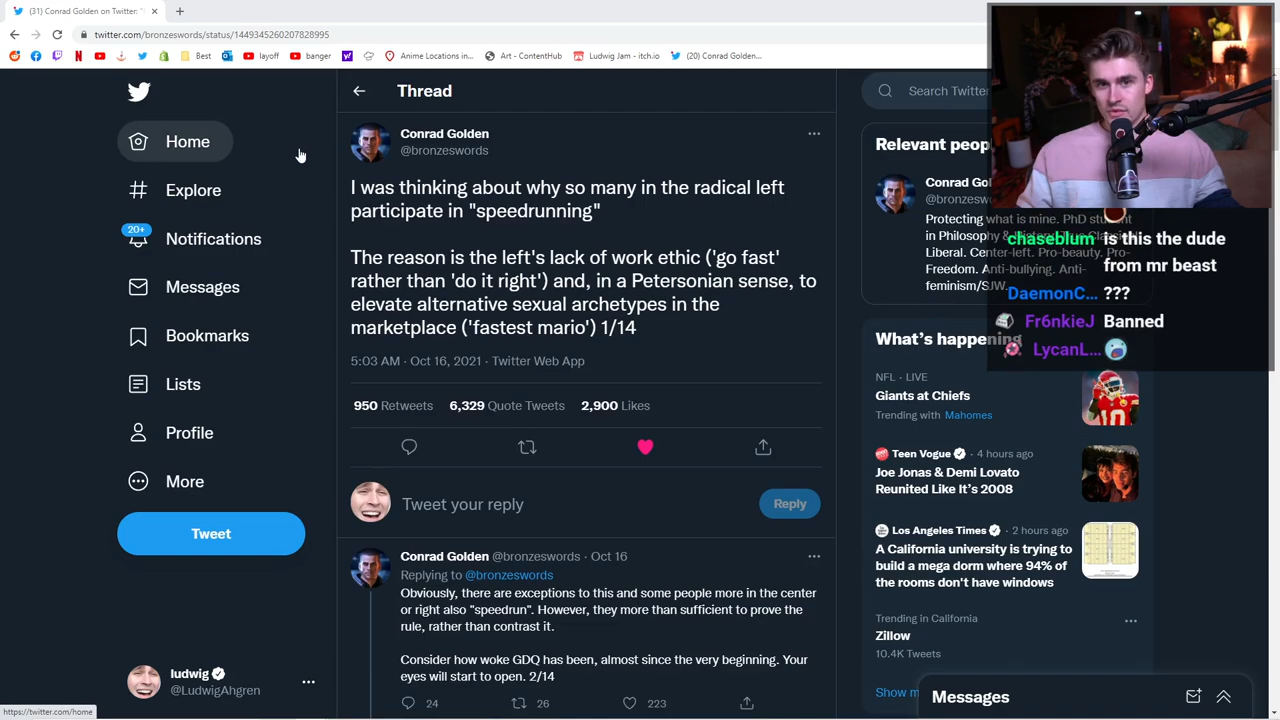 (31) Conrad Golden on Twitter: "
twitter.com/bronzeswords/status/1449345260207828995
Best
layoff
banger
Anime Locations in...
Art - ContentHub
Ludwig Jam - itch.io
(20) Conrad Golden...
Home
Explore
20+
Notifications
Messages
Bookmarks
Lists
Profile
More
Tweet
ludwig
@LudwigAhgren
https://twitter.com/home
Thread
Conrad Golden
@bronzeswords
I was thinking about why so many in the radical left
participate in "speedrunning"
The reason is the left's lack of work ethic ('go fast'
rather than 'do it right') and, in a Petersonian sense, to
elevate alternative sexual archetypes in the
marketplace ('fastest mario') 1/14
5:03 AM · Oct 16, 2021 · Twitter Web App
950 Retweets 6,329 Quote Tweets 2,900 Likes
Tweet your reply
Reply
Conrad Golden @bronzeswords · Oct 16
Replying to @bronzeswords
Obviously, there are exceptions to this and some people more in the center
or right also "speedrun". However, they more than sufficient to prove the
rule, rather than contrast it.
Consider how woke GDQ has been, almost since the very beginning. Your
eyes will start to open. 2/14
24 26 223
Search Twitter
Relevant peop
Conrad Gol
@bronzeswo
Protecting what is mine. PhD student
in Philosophy & History. True Classical
Liberal. Center-left. Pro-beauty. Pro-
Freedom. Anti-bullying. Anti-
feminism/SJW.
chaseblum is this the dude
from mr beast
DaemonC... ???
Fr6nkieJ Banned
LycanL...
What's happening
NFL · LIVE
Giants at Chiefs
Trending with Mahomes
Teen Vogue · 4 hours ago
Joe Jonas & Demi Lovato
Reunited Like It's 2008
Los Angeles Times · 2 hours ago
A California university is trying to
build a mega dorm where 94% of
the rooms don't have windows
Trending in California
Zillow
10.4K Tweets
Show m
Messages